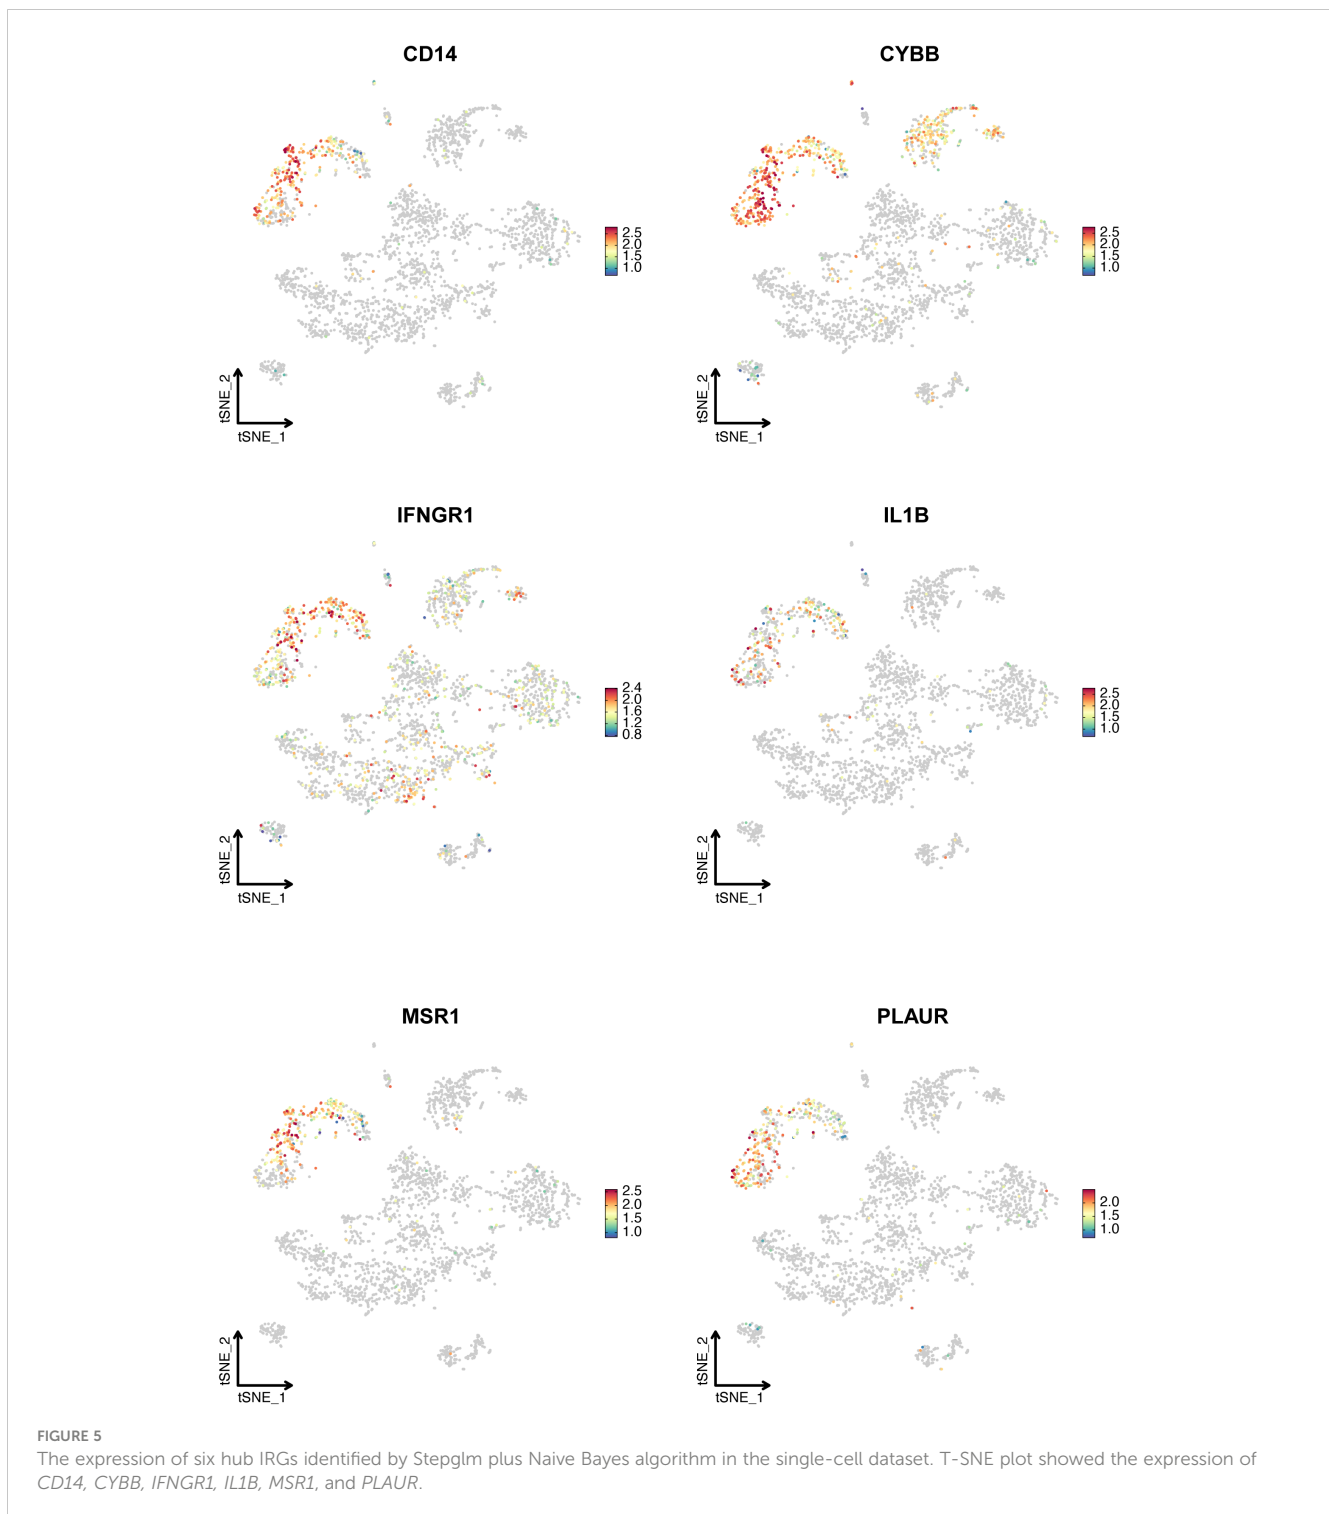 CD14
CYBB
2.5
2.0
1.5
1.0
2.5
2.0
1.5
1.0
tSNE_2
tSNE_1
tSNE_2
tSNE_1
IFNGR1
IL1B
2.4
2.0
1.6
1.2
0.8
2.5
2.0
1.5
1.0
tSNE_2
tSNE_1
tSNE_2
tSNE_1
MSR1
PLAUR
2.5
2.0
1.5
1.0
2.0
1.5
1.0
tSNE_2
tSNE_1
tSNE_2
tSNE_1
FIGURE 5
The expression of six hub IRGs identified by Stepglm plus Naive Bayes algorithm in the single-cell dataset. T-SNE plot showed the expression of
CD14, CYBB, IFNGR1, IL1B, MSR1, and PLAUR.